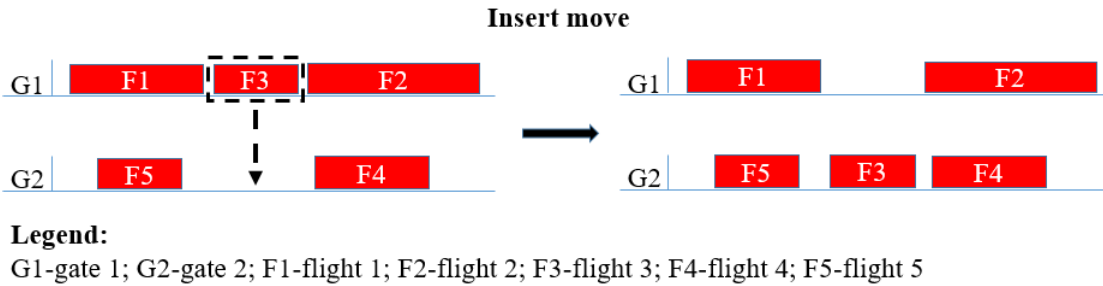 Insert move
G1 F1 F3 F2 G1 F1 F2
G2 F5 F4 G2 F5 F3 F4
Legend:
G1-gate 1; G2-gate 2; F1-flight 1; F2-flight 2; F3-flight 3; F4-flight 4; F5-flight 5